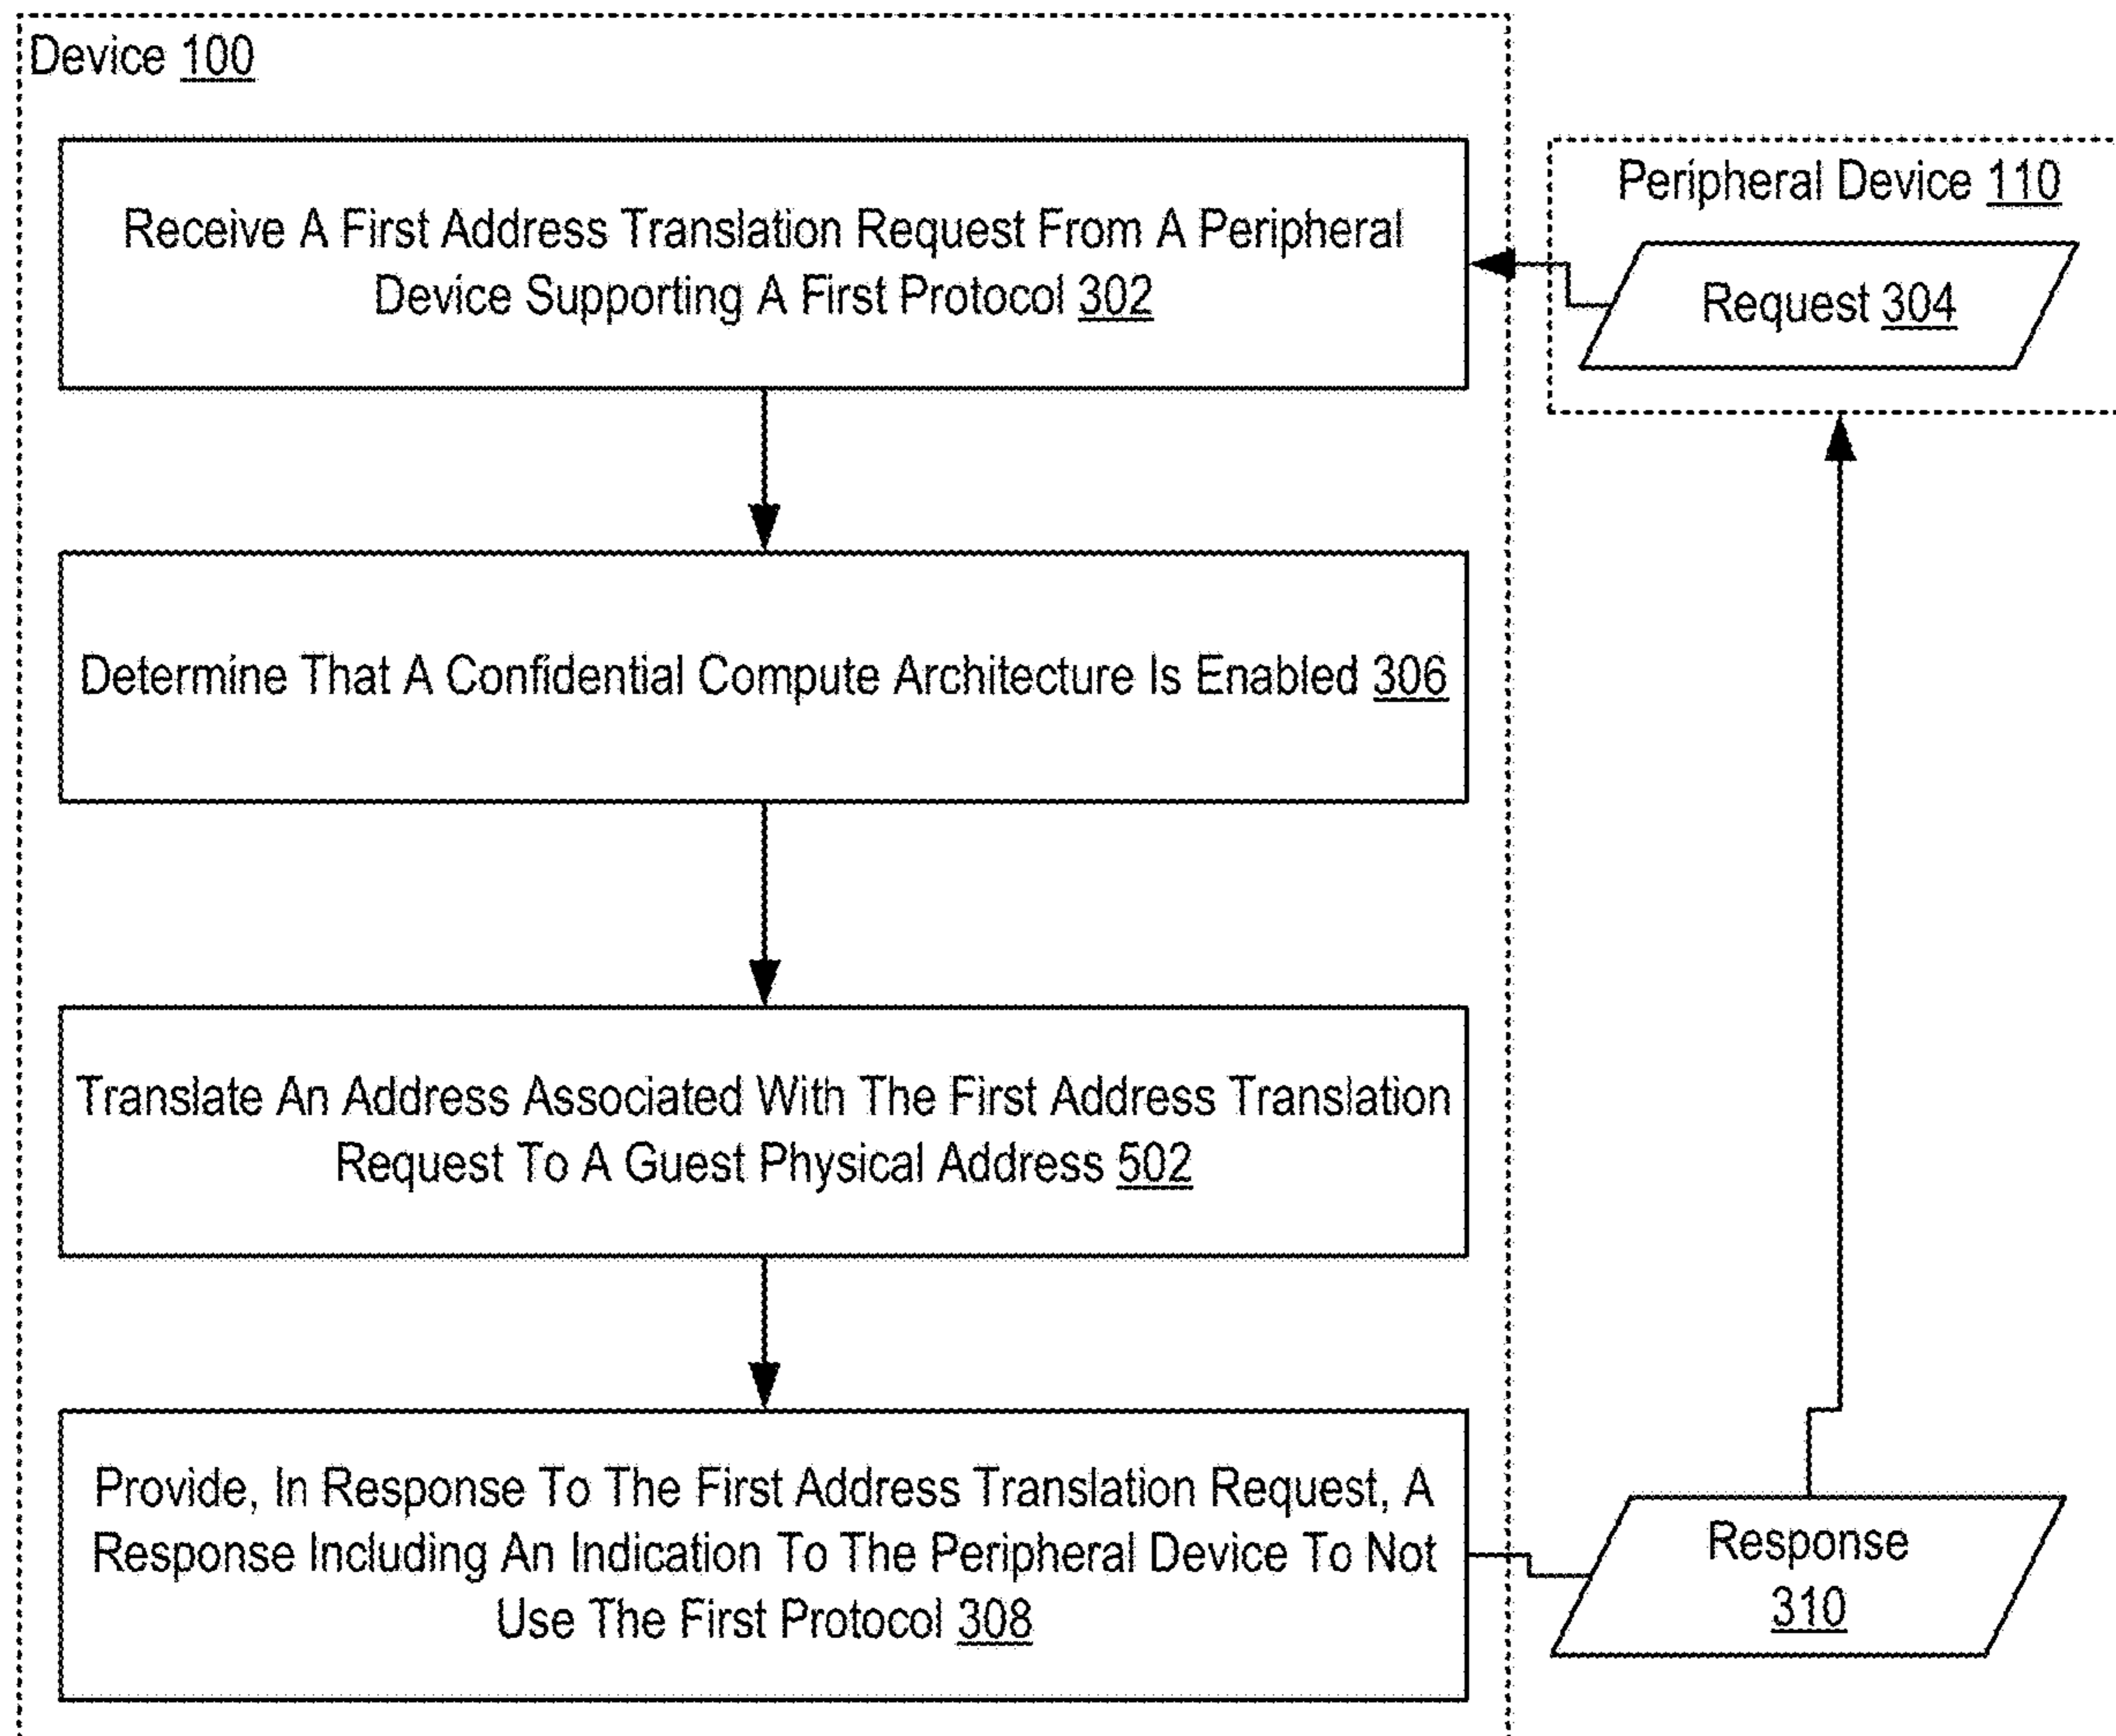 Device 100
Receive A First Address Translation Request From A Peripheral
Device Supporting A First Protocol 302
Peripheral Device 110
Request 304
Determine That A Confidential Compute Architecture Is Enabled 306
Translate An Address Associated With The First Address Translation
Request To A Guest Physical Address 502
Provide, In Response To The First Address Translation Request, A
Response Including An Indication To The Peripheral Device To Not
Use The First Protocol 308
Response
310